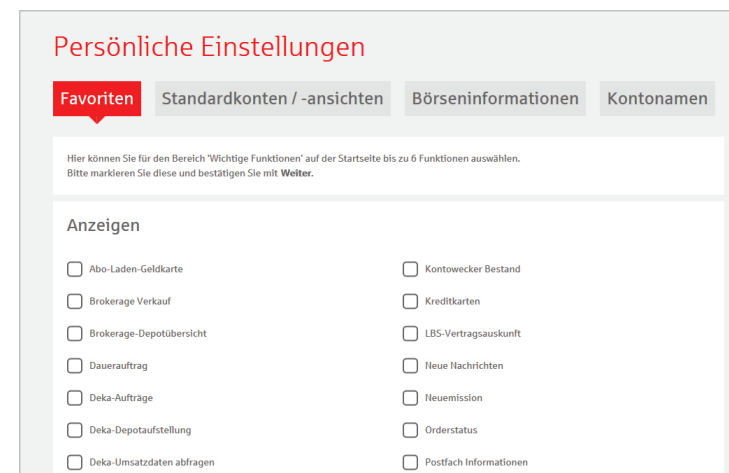 Persönliche Einstellungen
Favoriten
Standardkonten / -ansichten
Börseninformationen
Kontonamen
Hier können Sie für den Bereich 'Wichtige Funktionen' auf der Startseite bis zu 6 Funktionen auswählen.
Bitte markieren Sie diese und bestätigen Sie mit Weiter.
Anzeigen
Abo-Laden-Geldkarte
Kontowecker Bestand
Brokerage Verkauf
Kreditkarten
Brokerage-Depotübersicht
LBS-Vertragsauskunft
Dauerauftrag
Neue Nachrichten
Deka-Aufträge
Neuemission
Deka-Depotaufstellung
Orderstatus
Deka-Umsatzdaten abfragen
Postfach Informationen